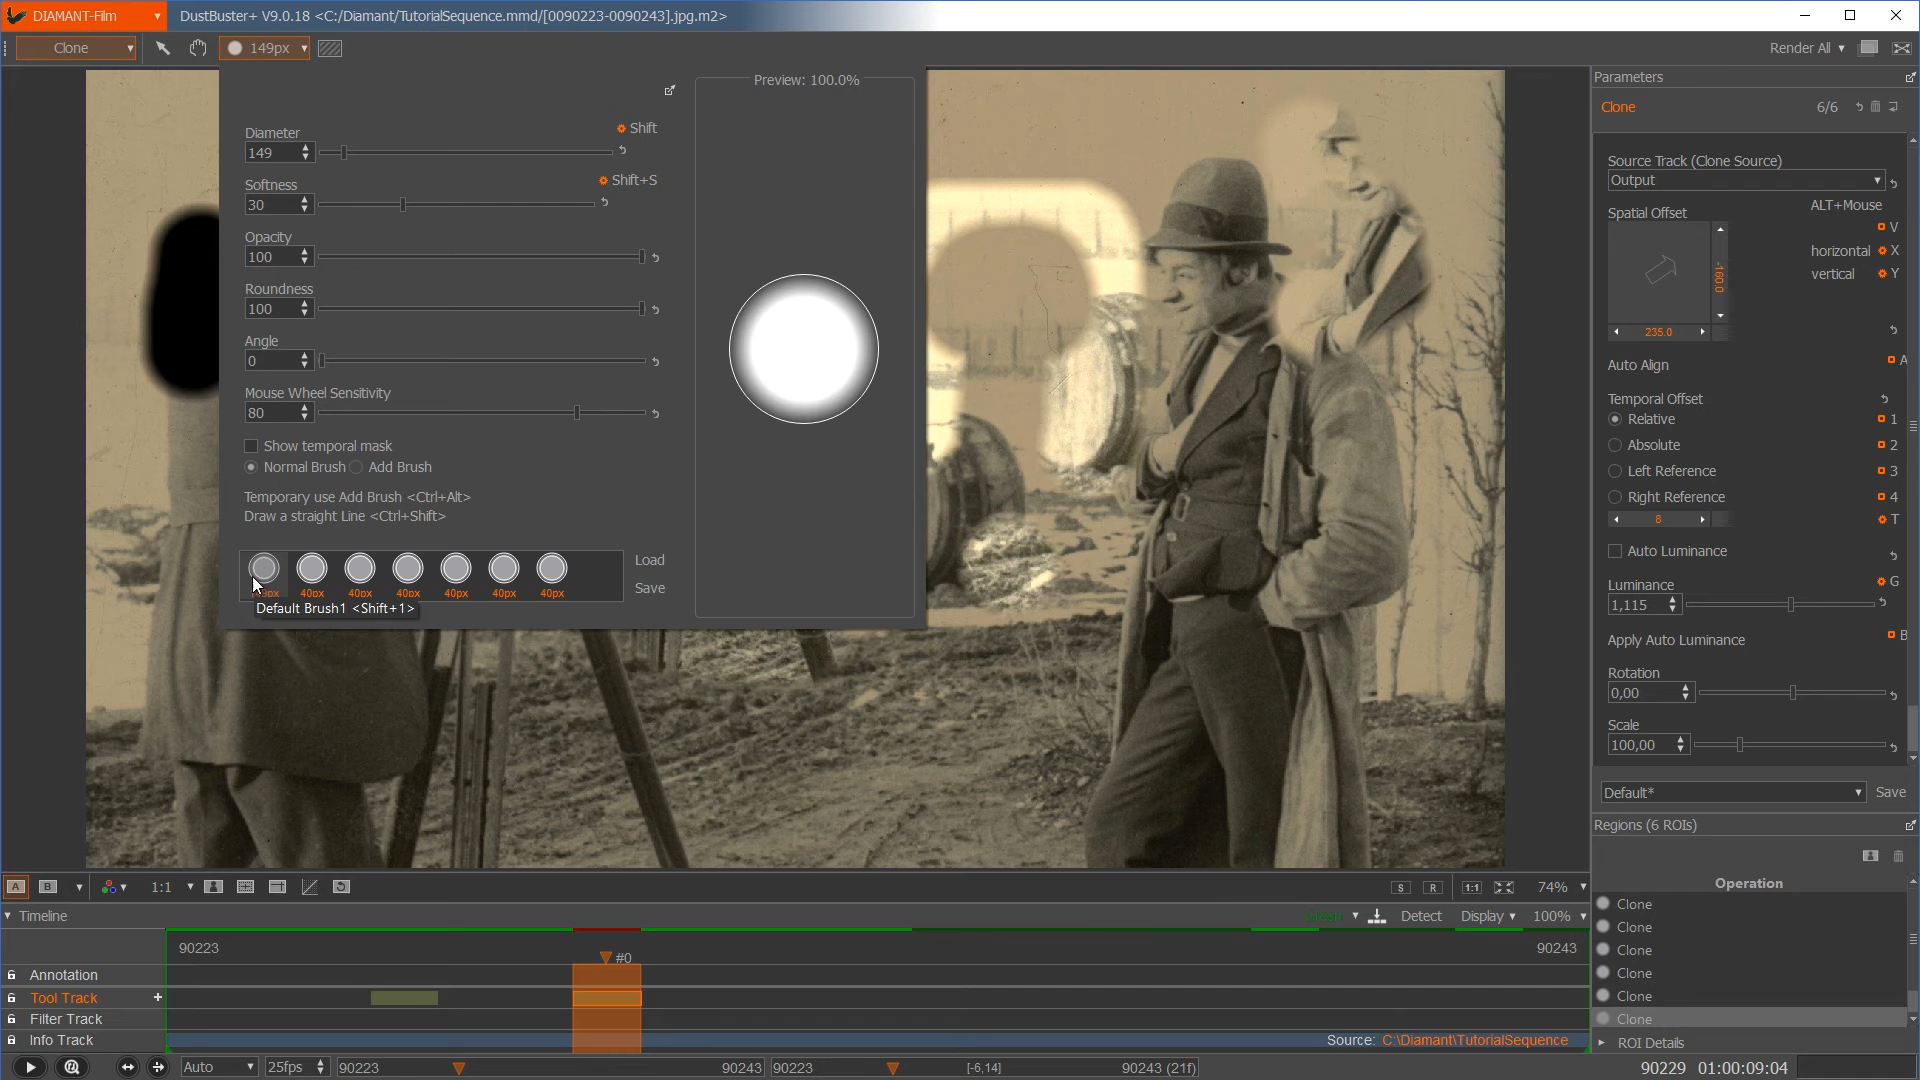 DIAMANT-Film
DustBuster+ V9.0.18 <C:/Diamant/TutorialSequence.mmd/[0090223-0090243].jpg.m2>
Clone
149px
Render All
Preview: 100.0%
Diameter
Shift
149
Softness
Shift+S
30
Opacity
100
Roundness
100
Angle
0
Mouse Wheel Sensitivity
80
Show temporal mask
Normal Brush
Add Brush
Temporary use Add Brush <Ctrl+Alt>
Draw a straight Line <Ctrl+Shift>
40px 40px 40px 40px 40px 40px
Load
Save
Default Brush1 <Shift+1>
Parameters
Clone 6/6
Source Track (Clone Source)
Output
Spatial Offset
ALT+Mouse
V
horizontal X
vertical Y
-160.0
235.0
Auto Align A
Temporal Offset
Relative 1
Absolute 2
Left Reference 3
Right Reference 4
8 T
Auto Luminance
Luminance G
1,115
Apply Auto Luminance B
Rotation
0,00
Scale
100,00
Default* Save
Regions (6 ROIs)
Operation
Clone
Clone
Clone
Clone
Clone
Clone
ROI Details
A B 1:1 S R 1:1 74%
Timeline
Detect Display 100%
90223 #0 90243
Annotation
Tool Track +
Filter Track
Info Track
Source: C:\Diamant\TutorialSequence
Auto 25fps 90223 90243 90223 [-6,14] 90243 (21f) 90229 01:00:09:04